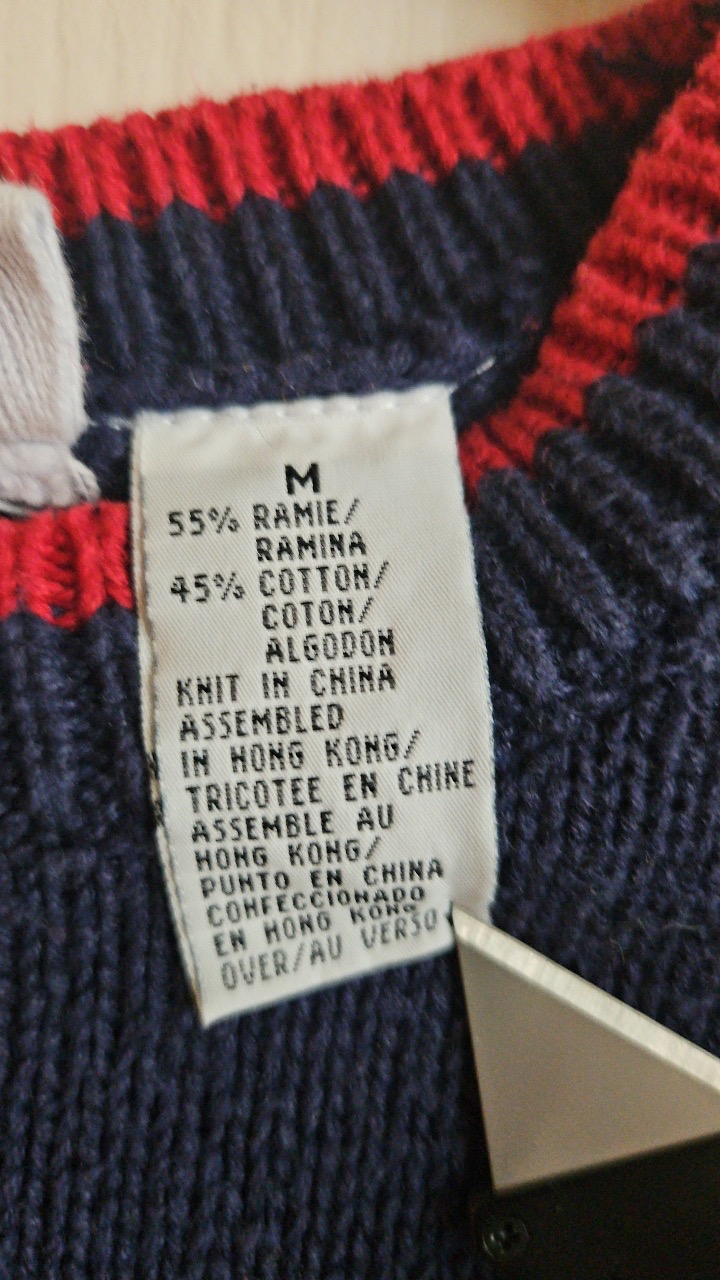 M
55% RAMIE/
RAMINA
45% COTTON/
COTON/
ALGODON
KNIT IN CHINA
ASSEMBLED
IN HONG KONG/
TRICOTEE EN CHINE
ASSEMBLE AU
HONG KONG/
PUNTO EN CHINA
CONFECCIONADO
EN HONG KONG
OVER/AU VERSO